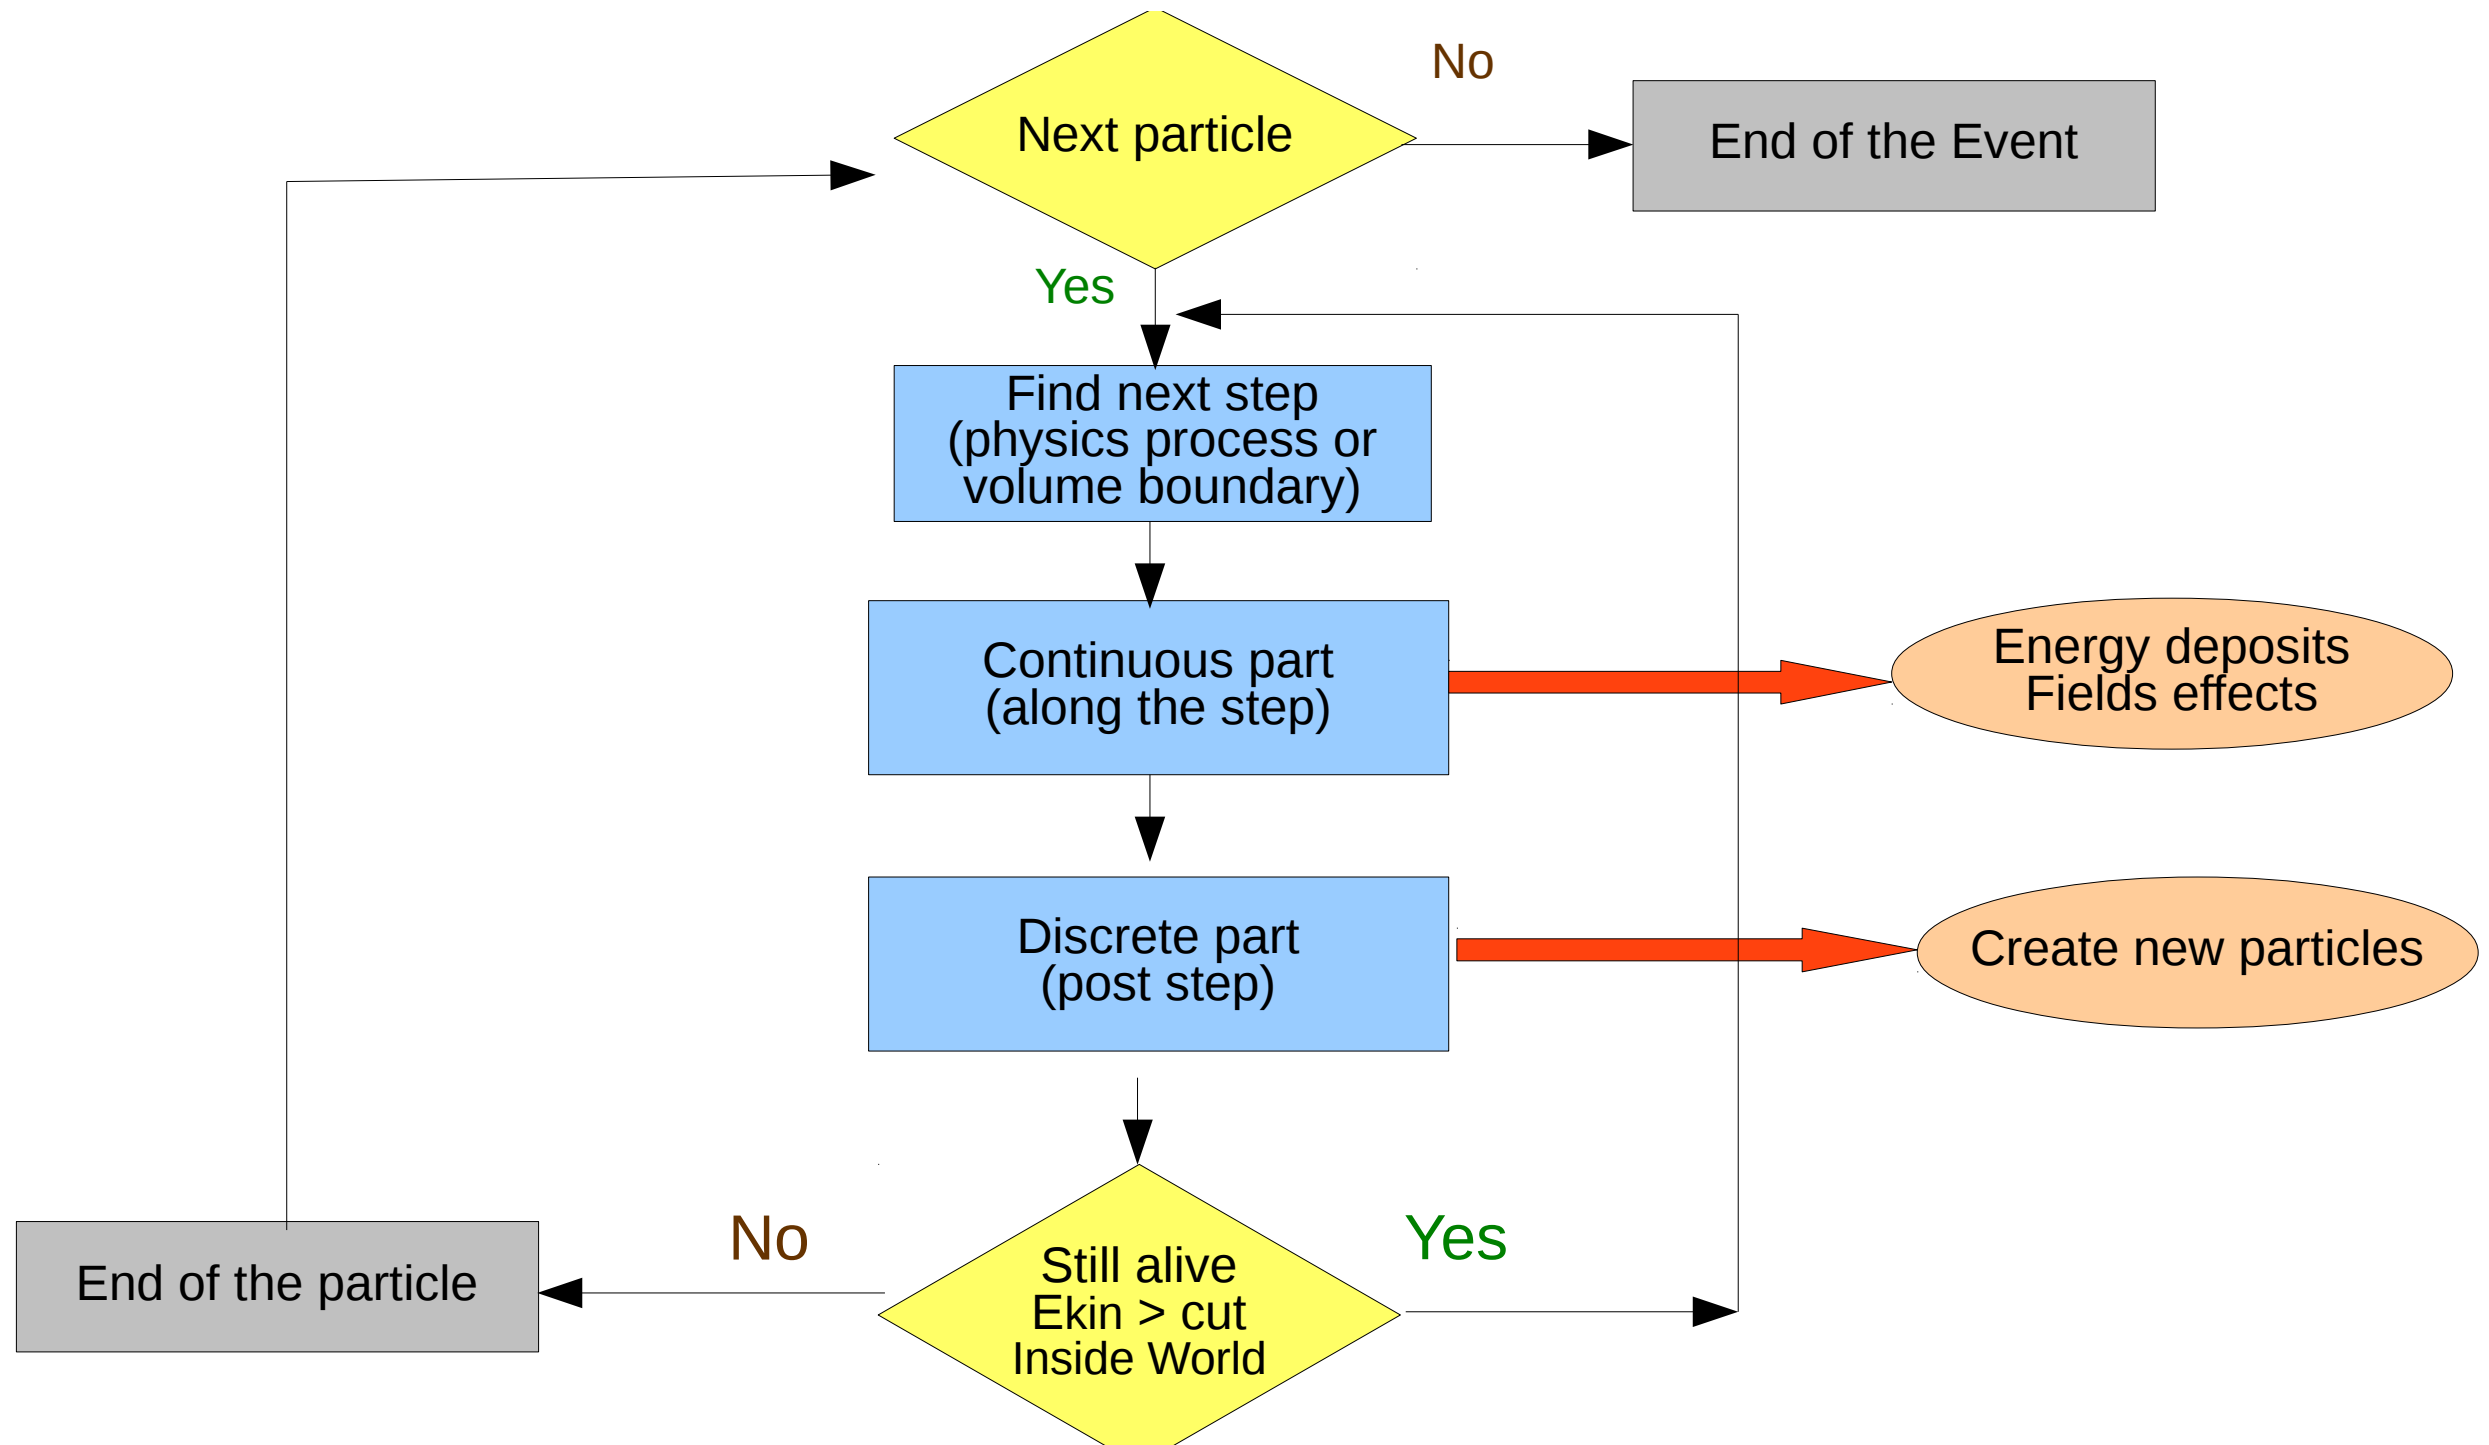 Next particle
No
End of the Event
Yes
Find next step
(physics process or
volume boundary)
Continuous part
(along the step)
Energy deposits
Fields effects
Discrete part
(post step)
Create new particles
No
Yes
End of the particle
Still alive
Ekin > cut
Inside World